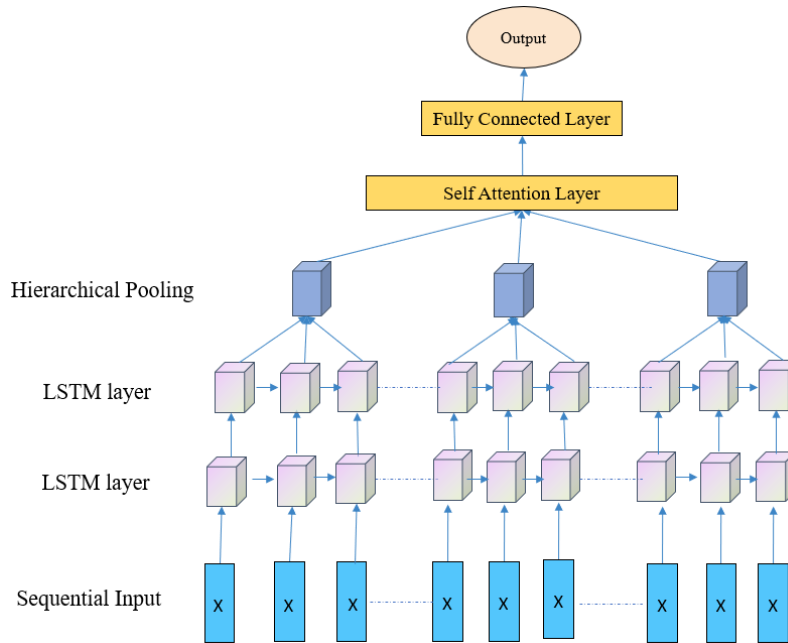 Output
Fully Connected Layer
Self Attention Layer
Hierarchical Pooling
LSTM layer
LSTM layer
Sequential Input
X X X X X X X X X